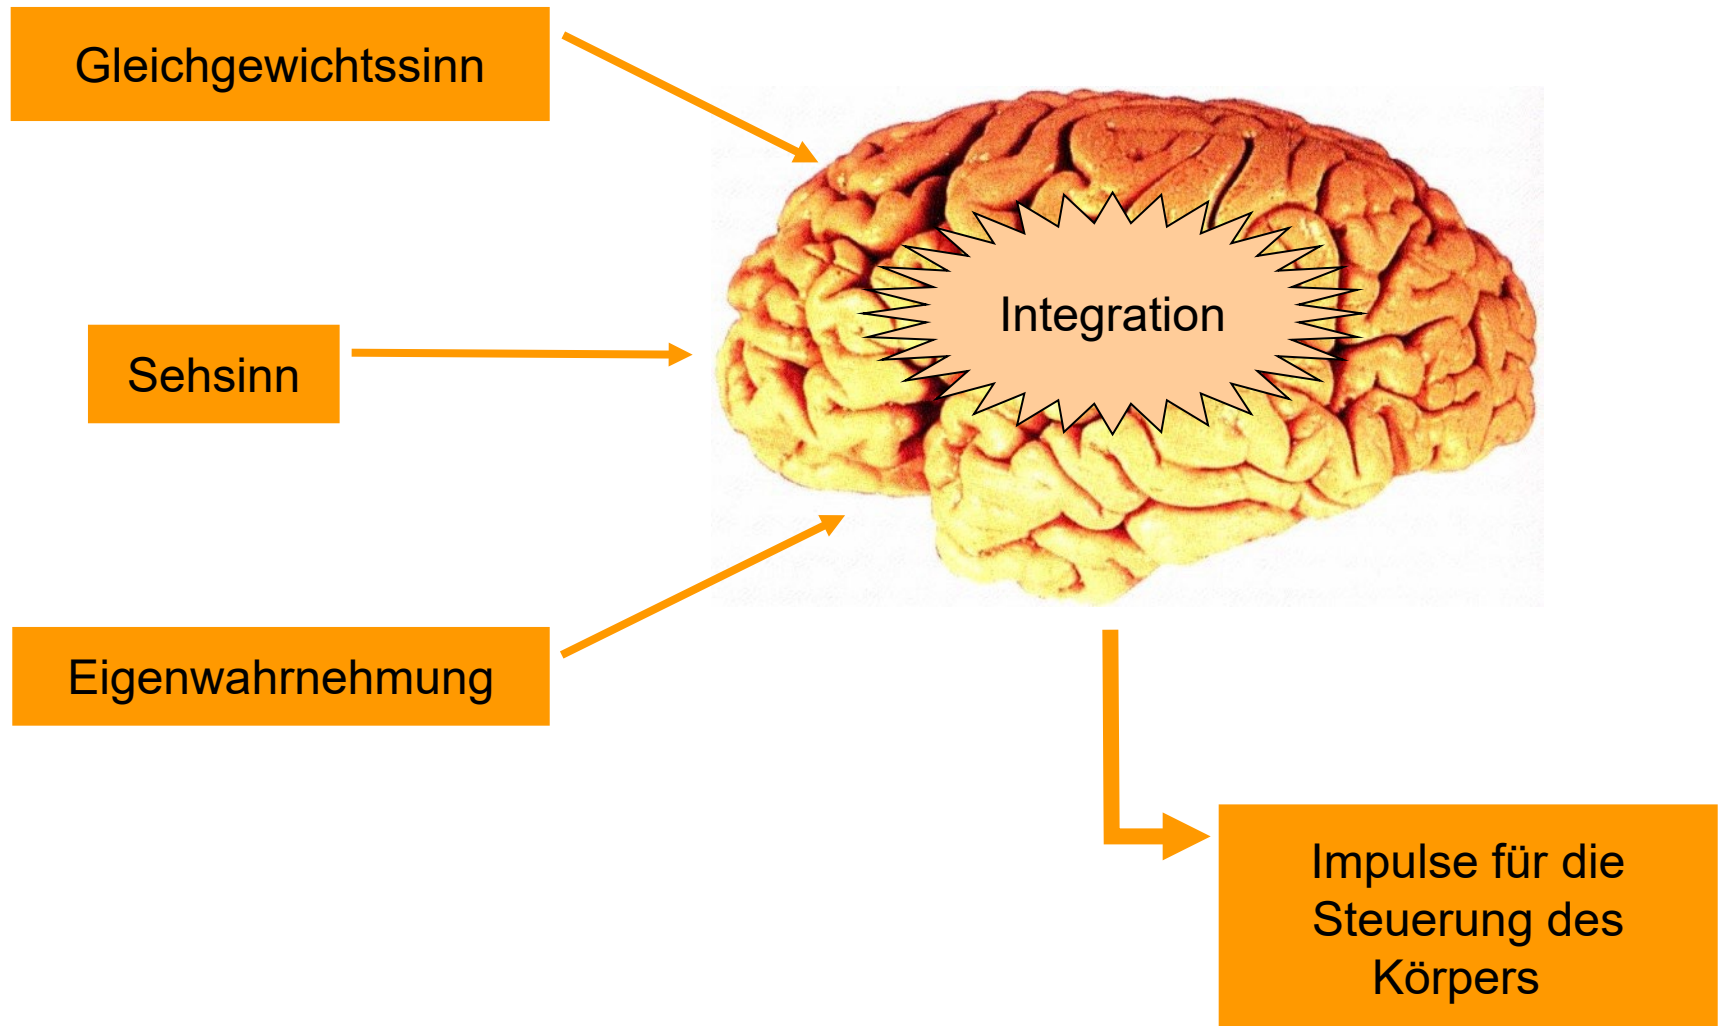 Gleichgewichtssinn
Integration
Sehsinn
Eigenwahrnehmung
Impulse für die
Steuerung des
Körpers